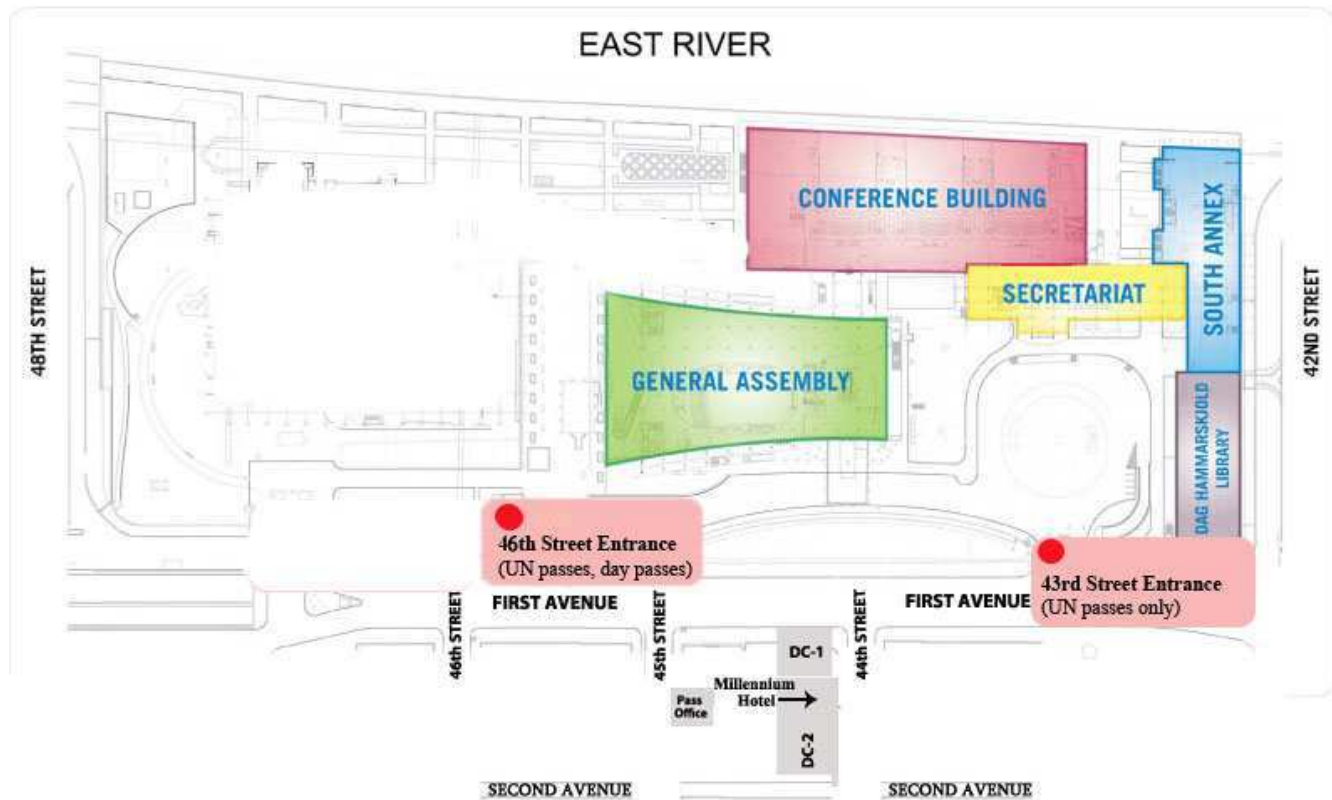 EAST RIVER
CONFERENCE BUILDING
SOUTH ANNEX
SECRETARIAT
48TH STREET
42ND STREET
GENERAL ASSEMBLY
DAG HAMMARSKJOLD
LIBRARY
46th Street Entrance
(UN passes, day passes)
43rd Street Entrance
(UN passes only)
FIRST AVENUE
FIRST AVENUE
46th STREET
45th STREET
44th STREET
DC-1
Millennium
Hotel
Pass
Office
DC-2
SECOND AVENUE
SECOND AVENUE